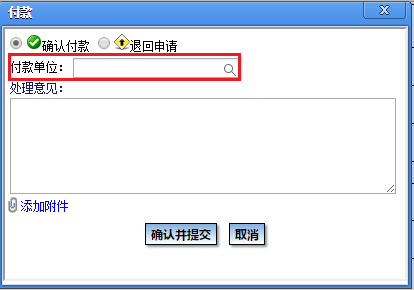 付款
确认付款 退回申请
付款单位：
处理意见：
添加附件
确认并提交 取消